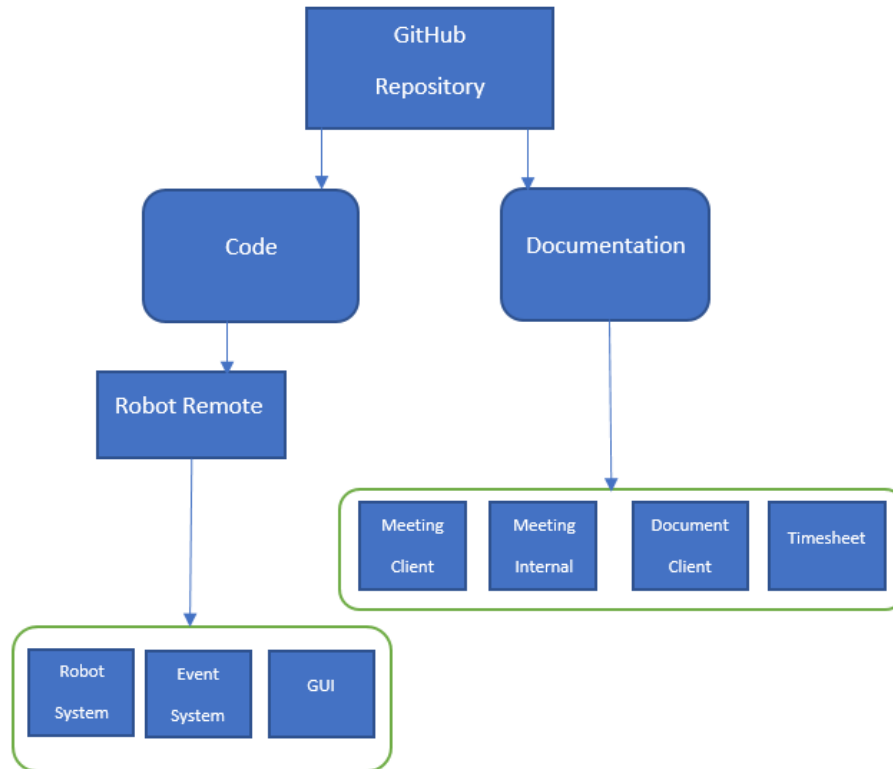 GitHub
Repository
Code
Documentation
Robot Remote
Meeting
Client
Meeting
Internal
Document
Client
Timesheet
Robot
System
Event
System
GUI